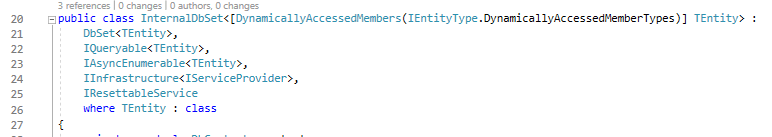 3 references | 0 changes | 0 authors, 0 changes
20 public class InternalDbSet<[DynamicallyAccessedMembers(IEntityType.DynamicallyAccessedMemberTypes)] TEntity> :
21 DbSet<TEntity>,
22 IQueryable<TEntity>,
23 IAsyncEnumerable<TEntity>,
24 IInfrastructure<IServiceProvider>,
25 IResettableService
26 where TEntity : class
27 {